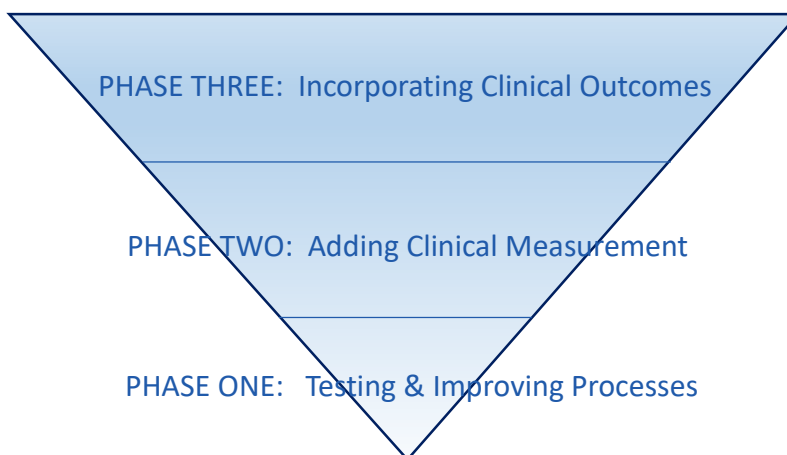 PHASE THREE:  Incorporating Clinical Outcomes
PHASE TWO:  Adding Clinical Measurement
PHASE ONE:   Testing & Improving Processes